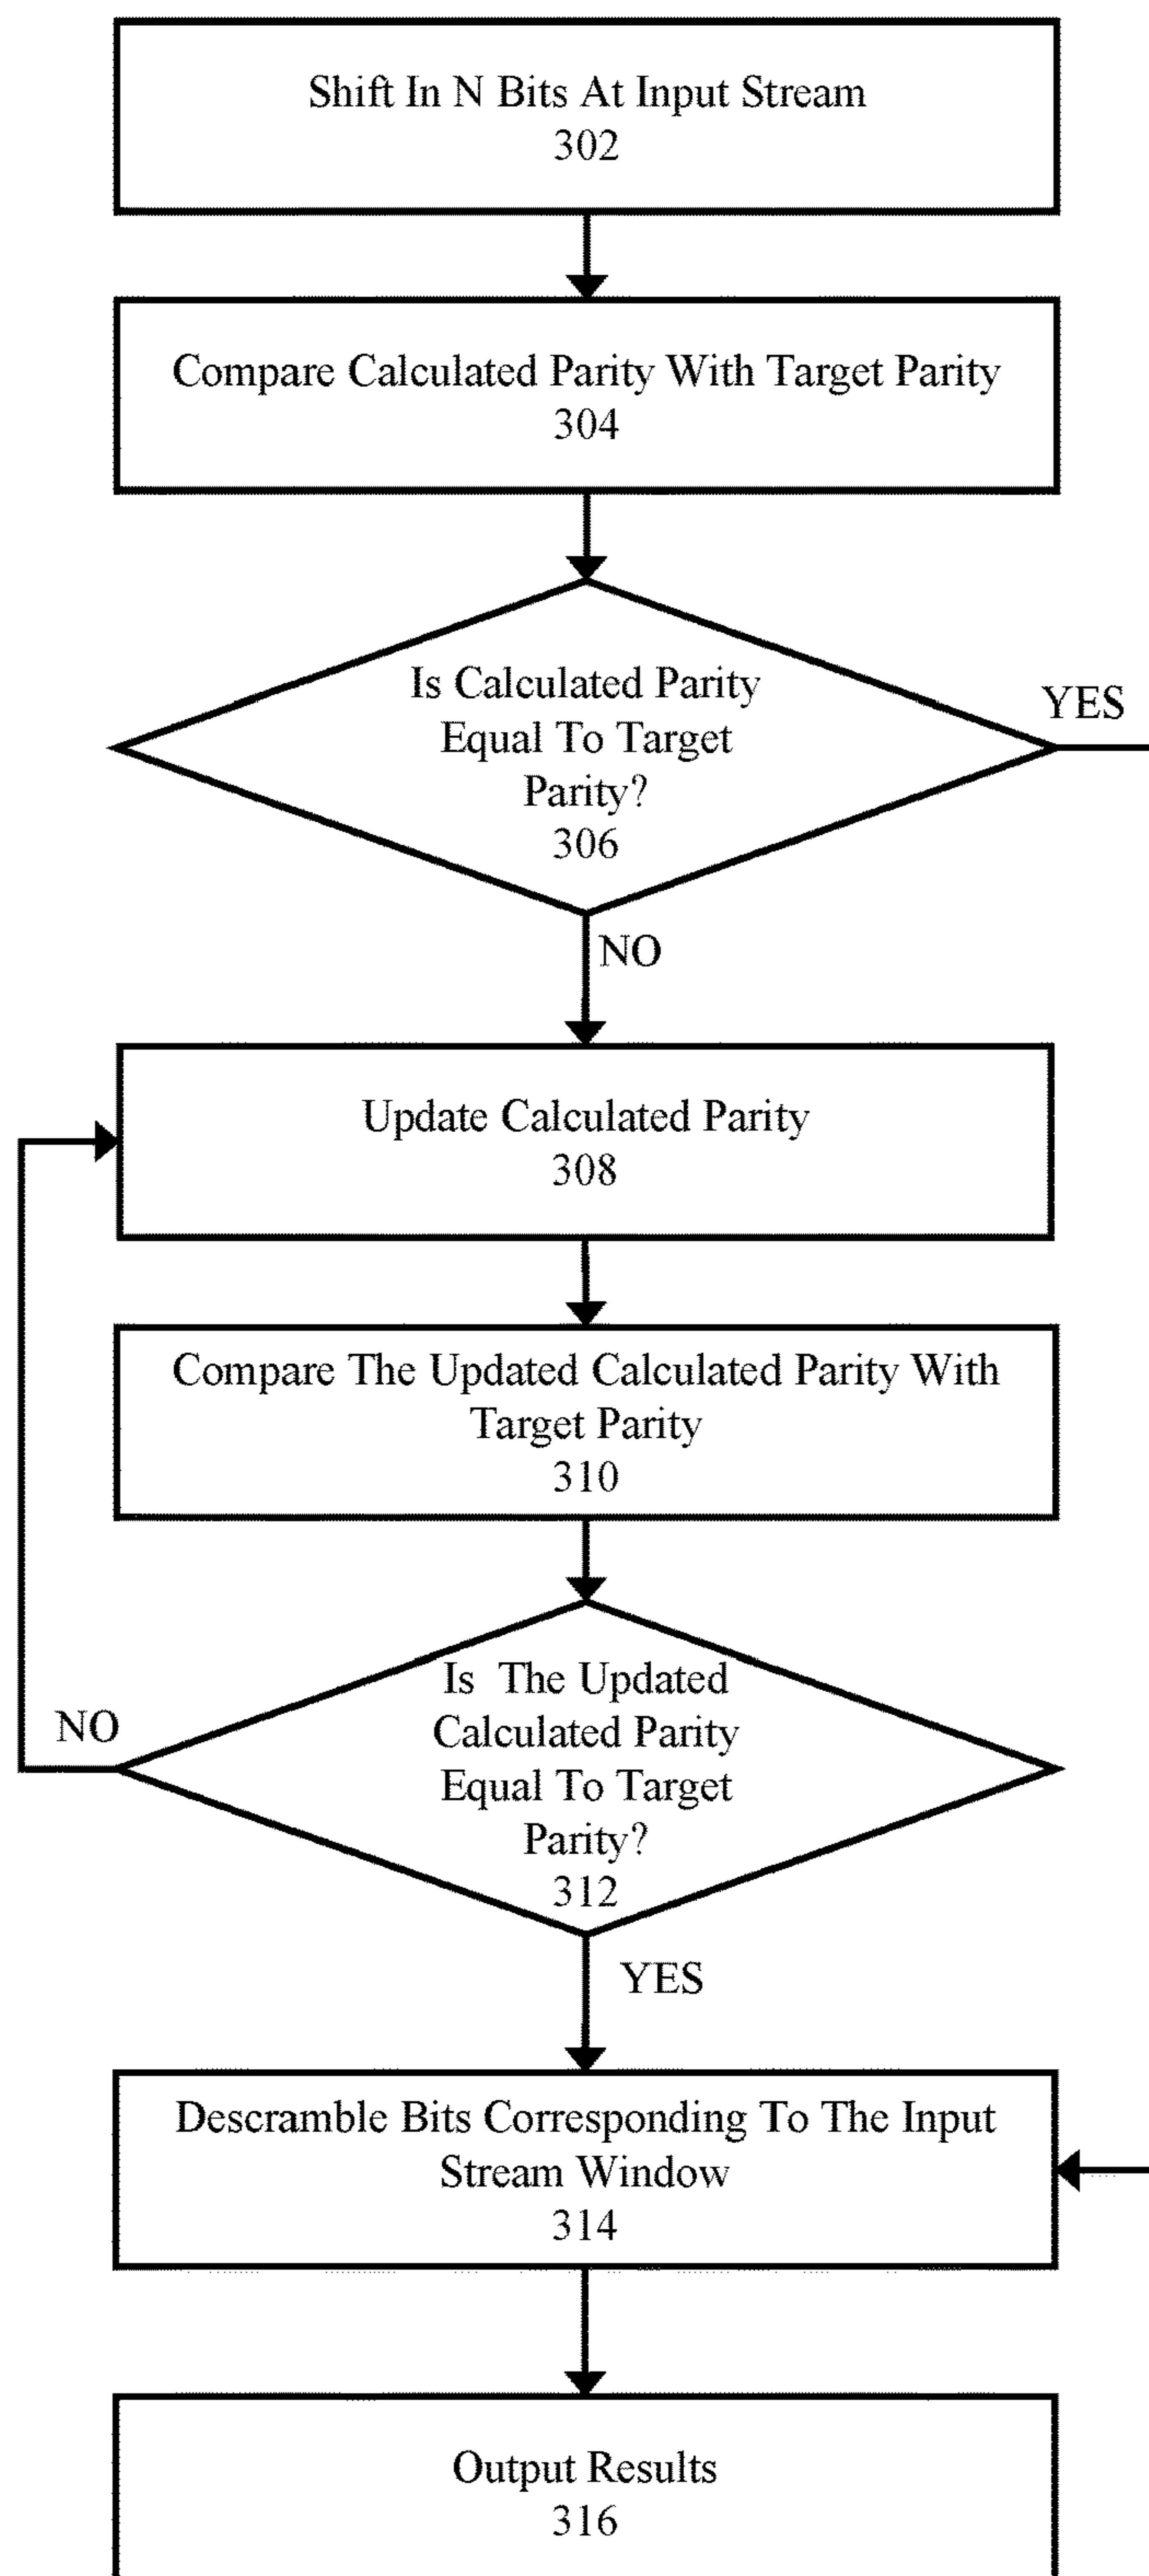 Shift In N Bits At Input Stream
302
Compare Calculated Parity With Target Parity
304
Is Calculated Parity
Equal To Target
Parity?
306
YES
NO
Update Calculated Parity
308
Compare The Updated Calculated Parity With
Target Parity
310
Is The Updated
Calculated Parity
Equal To Target
Parity?
312
NO
YES
Descramble Bits Corresponding To The Input
Stream Window
314
Output Results
316